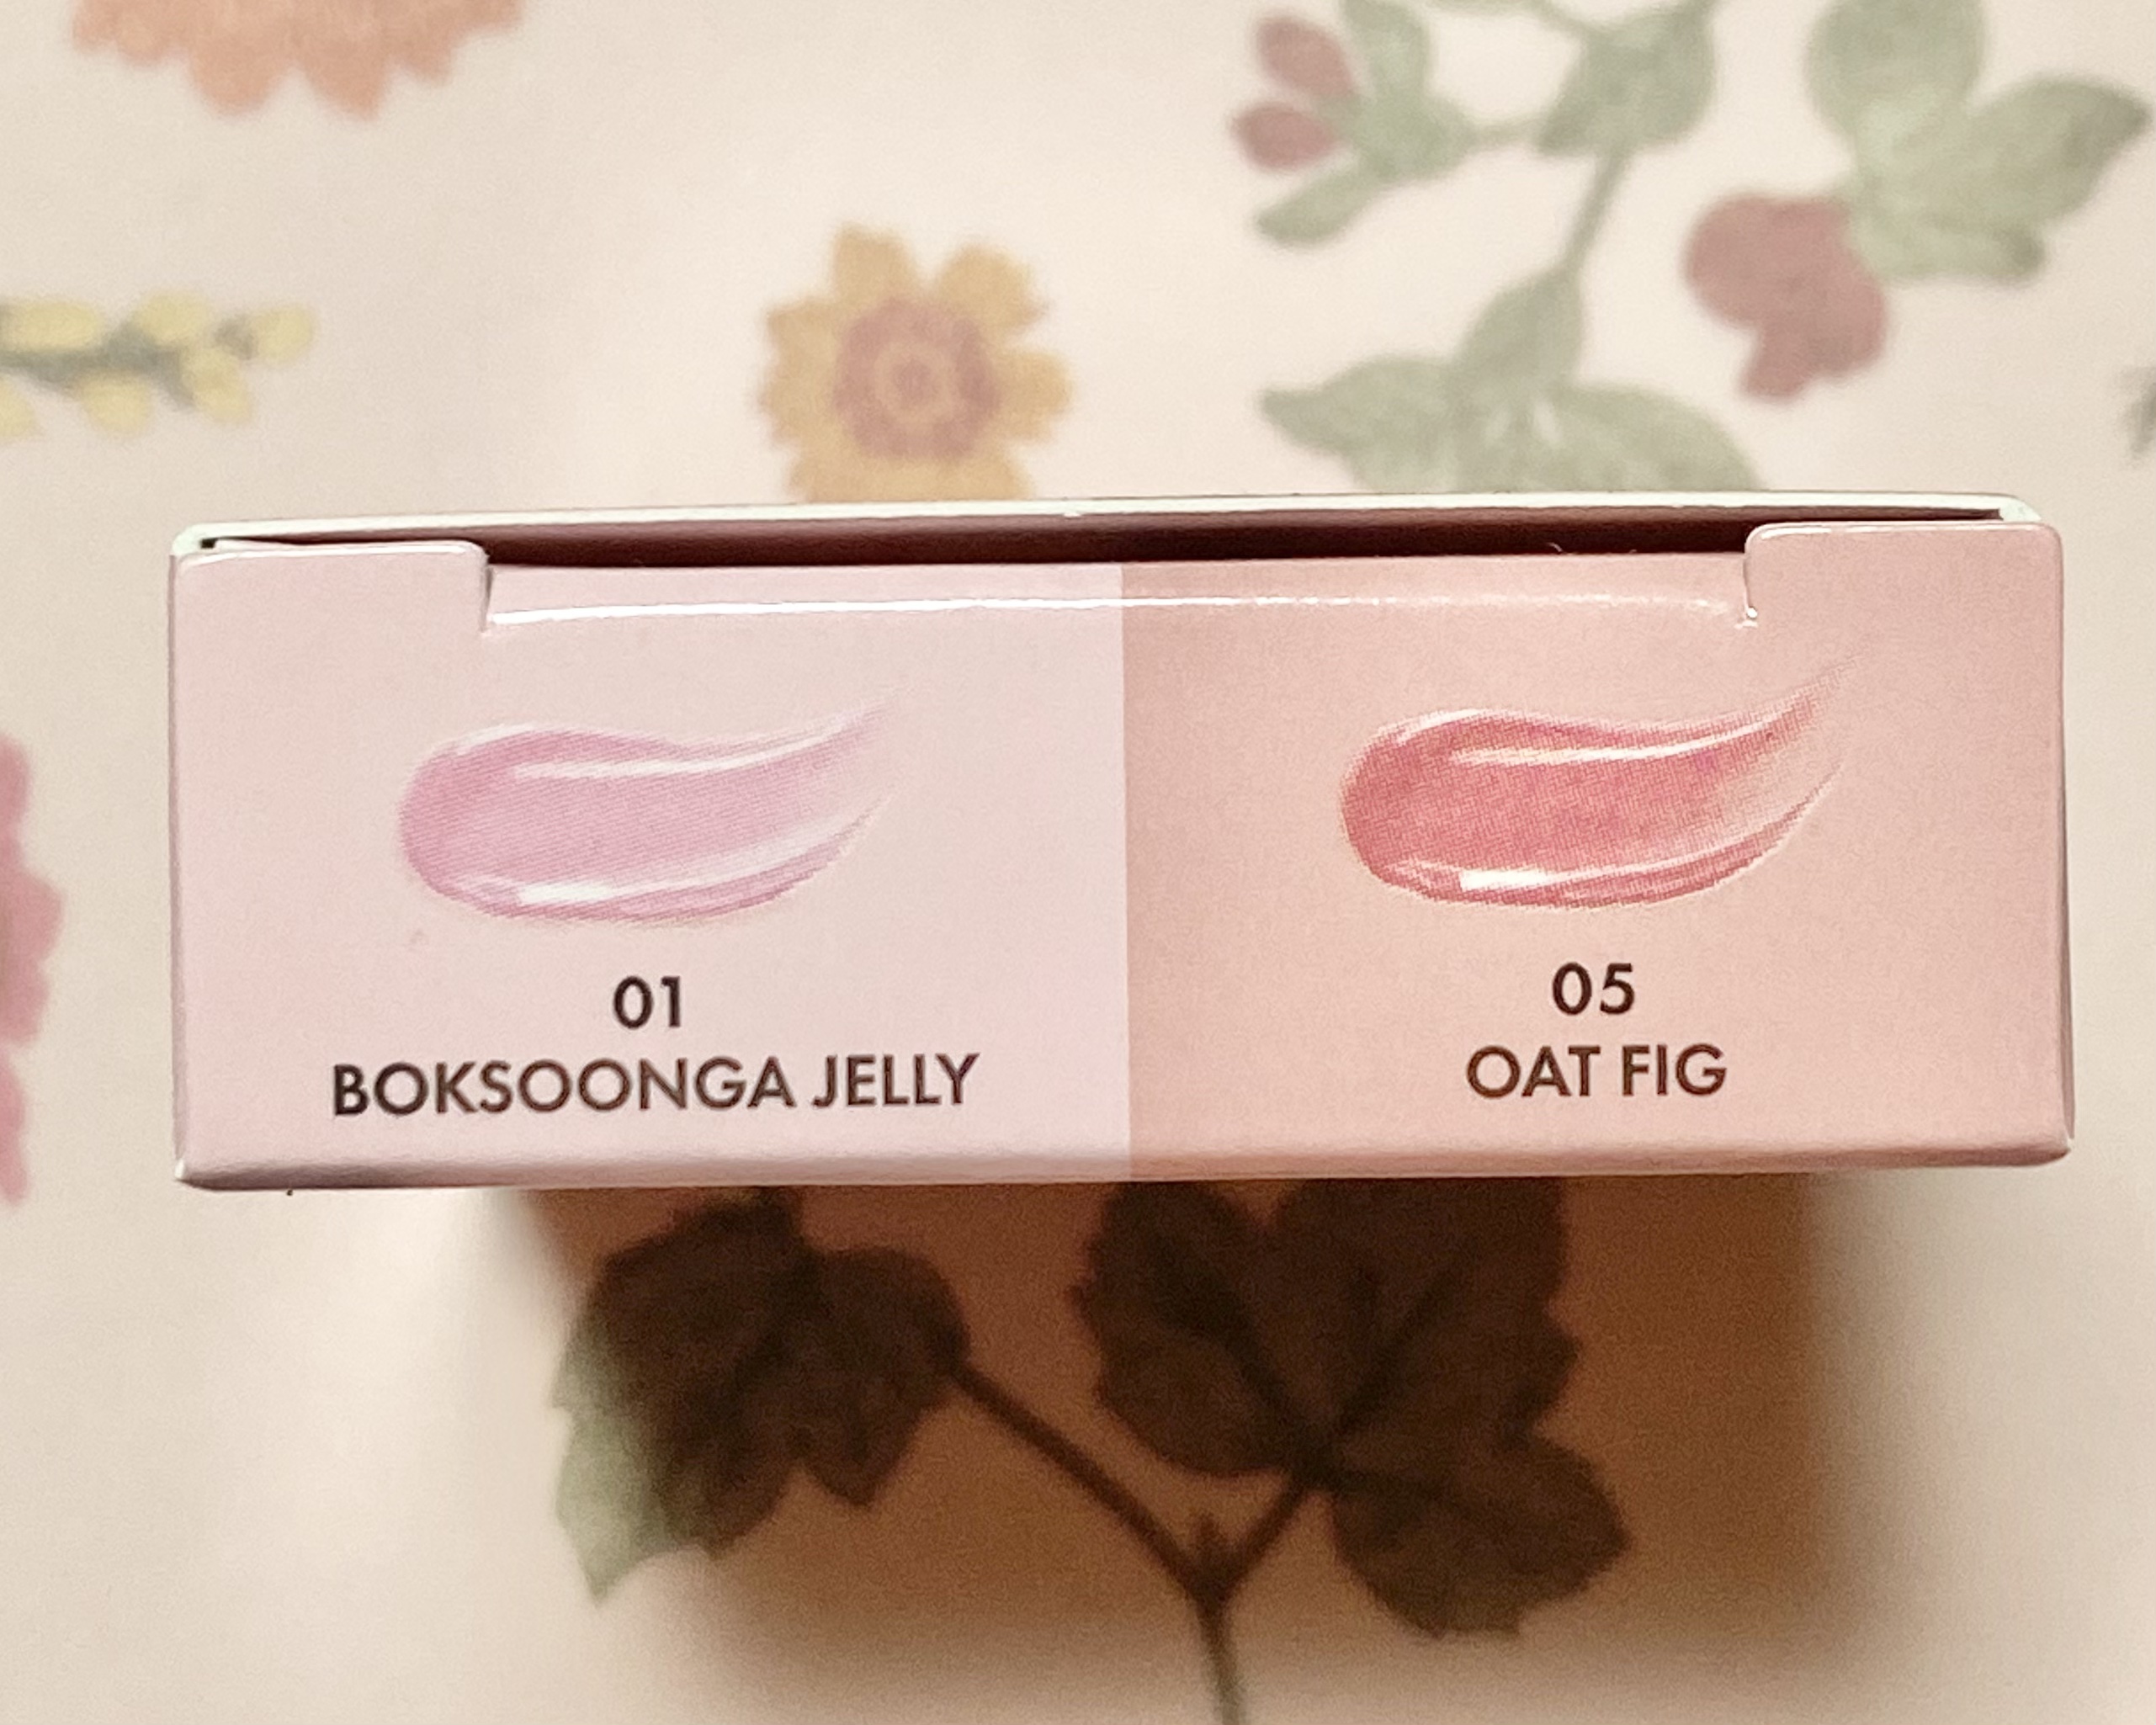 01
BOKSOONGA JELLY
05
OAT FIG